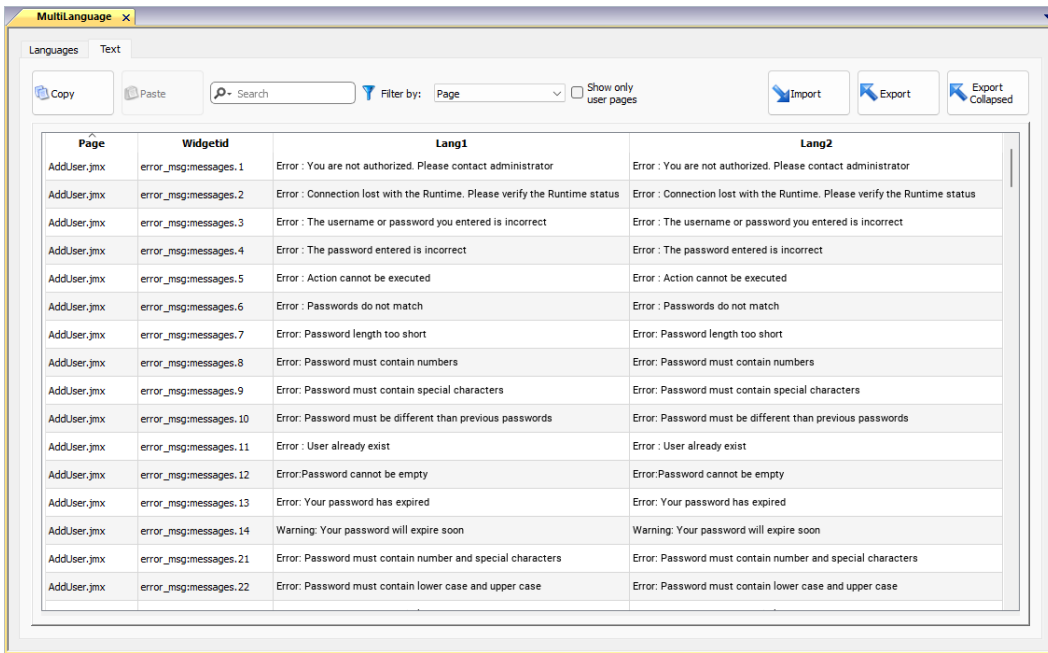 MultiLanguage
Languages Text
Copy Paste Search Filter by: Page Show only user pages Import Export Export Collapsed
Page Widgetid Lang1 Lang2
AddUser.jmx error_msg:messages.1 Error : You are not authorized. Please contact administrator Error : You are not authorized. Please contact administrator
AddUser.jmx error_msg:messages.2 Error : Connection lost with the Runtime. Please verify the Runtime status Error : Connection lost with the Runtime. Please verify the Runtime status
AddUser.jmx error_msg:messages.3 Error : The username or password you entered is incorrect Error : The username or password you entered is incorrect
AddUser.jmx error_msg:messages.4 Error : The password entered is incorrect Error : The password entered is incorrect
AddUser.jmx error_msg:messages.5 Error : Action cannot be executed Error : Action cannot be executed
AddUser.jmx error_msg:messages.6 Error : Passwords do not match Error : Passwords do not match
AddUser.jmx error_msg:messages.7 Error: Password length too short Error: Password length too short
AddUser.jmx error_msg:messages.8 Error: Password must contain numbers Error: Password must contain numbers
AddUser.jmx error_msg:messages.9 Error: Password must contain special characters Error: Password must contain special characters
AddUser.jmx error_msg:messages.10 Error: Password must be different than previous passwords Error: Password must be different than previous passwords
AddUser.jmx error_msg:messages.11 Error : User already exist Error : User already exist
AddUser.jmx error_msg:messages.12 Error:Password cannot be empty Error:Password cannot be empty
AddUser.jmx error_msg:messages.13 Error: Your password has expired Error: Your password has expired
AddUser.jmx error_msg:messages.14 Warning: Your password will expire soon Warning: Your password will expire soon
AddUser.jmx error_msg:messages.21 Error: Password must contain number and special characters Error: Password must contain number and special characters
AddUser.jmx error_msg:messages.22 Error: Password must contain lower case and upper case Error: Password must contain lower case and upper case